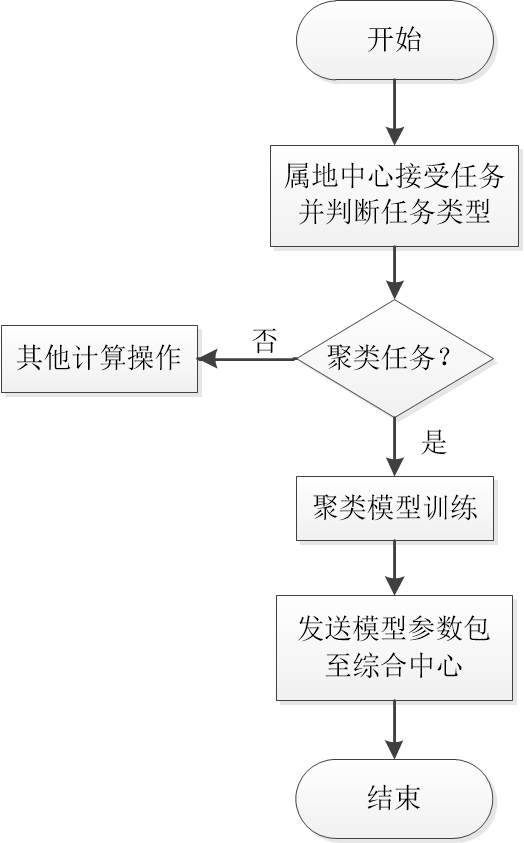 开始
属地中心接受任务
并判断任务类型
聚类任务？
否
其他计算操作
是
聚类模型训练
发送模型参数包
至综合中心
结束